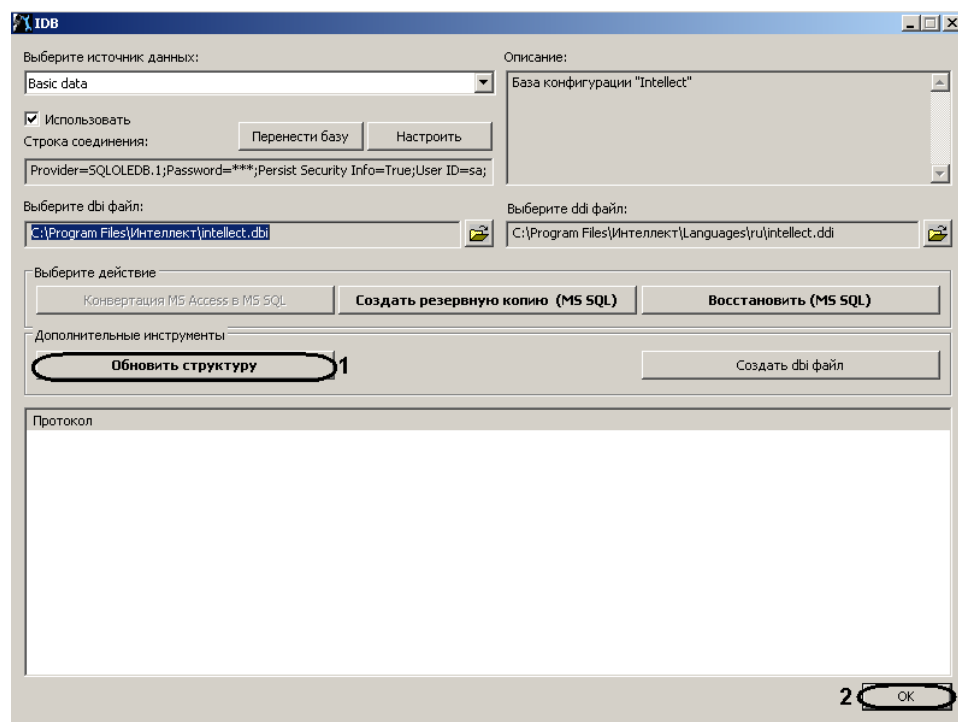 IDB
Выберите источник данных:
Описание:
Basic data
База конфигурации "Intellect"
Использовать
Строка соединения:
Перенести базу
Настроить
Provider=SQLOLEDB.1;Password=***;Persist Security Info=True;User ID=sa;
Выберите dbi файл:
Выберите ddi файл:
C:\Program Files\Интеллект\intellect.dbi
C:\Program Files\Интеллект\Languages\ru\intellect.ddi
Выберите действие
Конвертация MS Access в MS SQL
Создать резервную копию (MS SQL)
Восстановить (MS SQL)
Дополнительные инструменты
Обновить структуру
1
Создать dbi файл
Протокол
2
OK